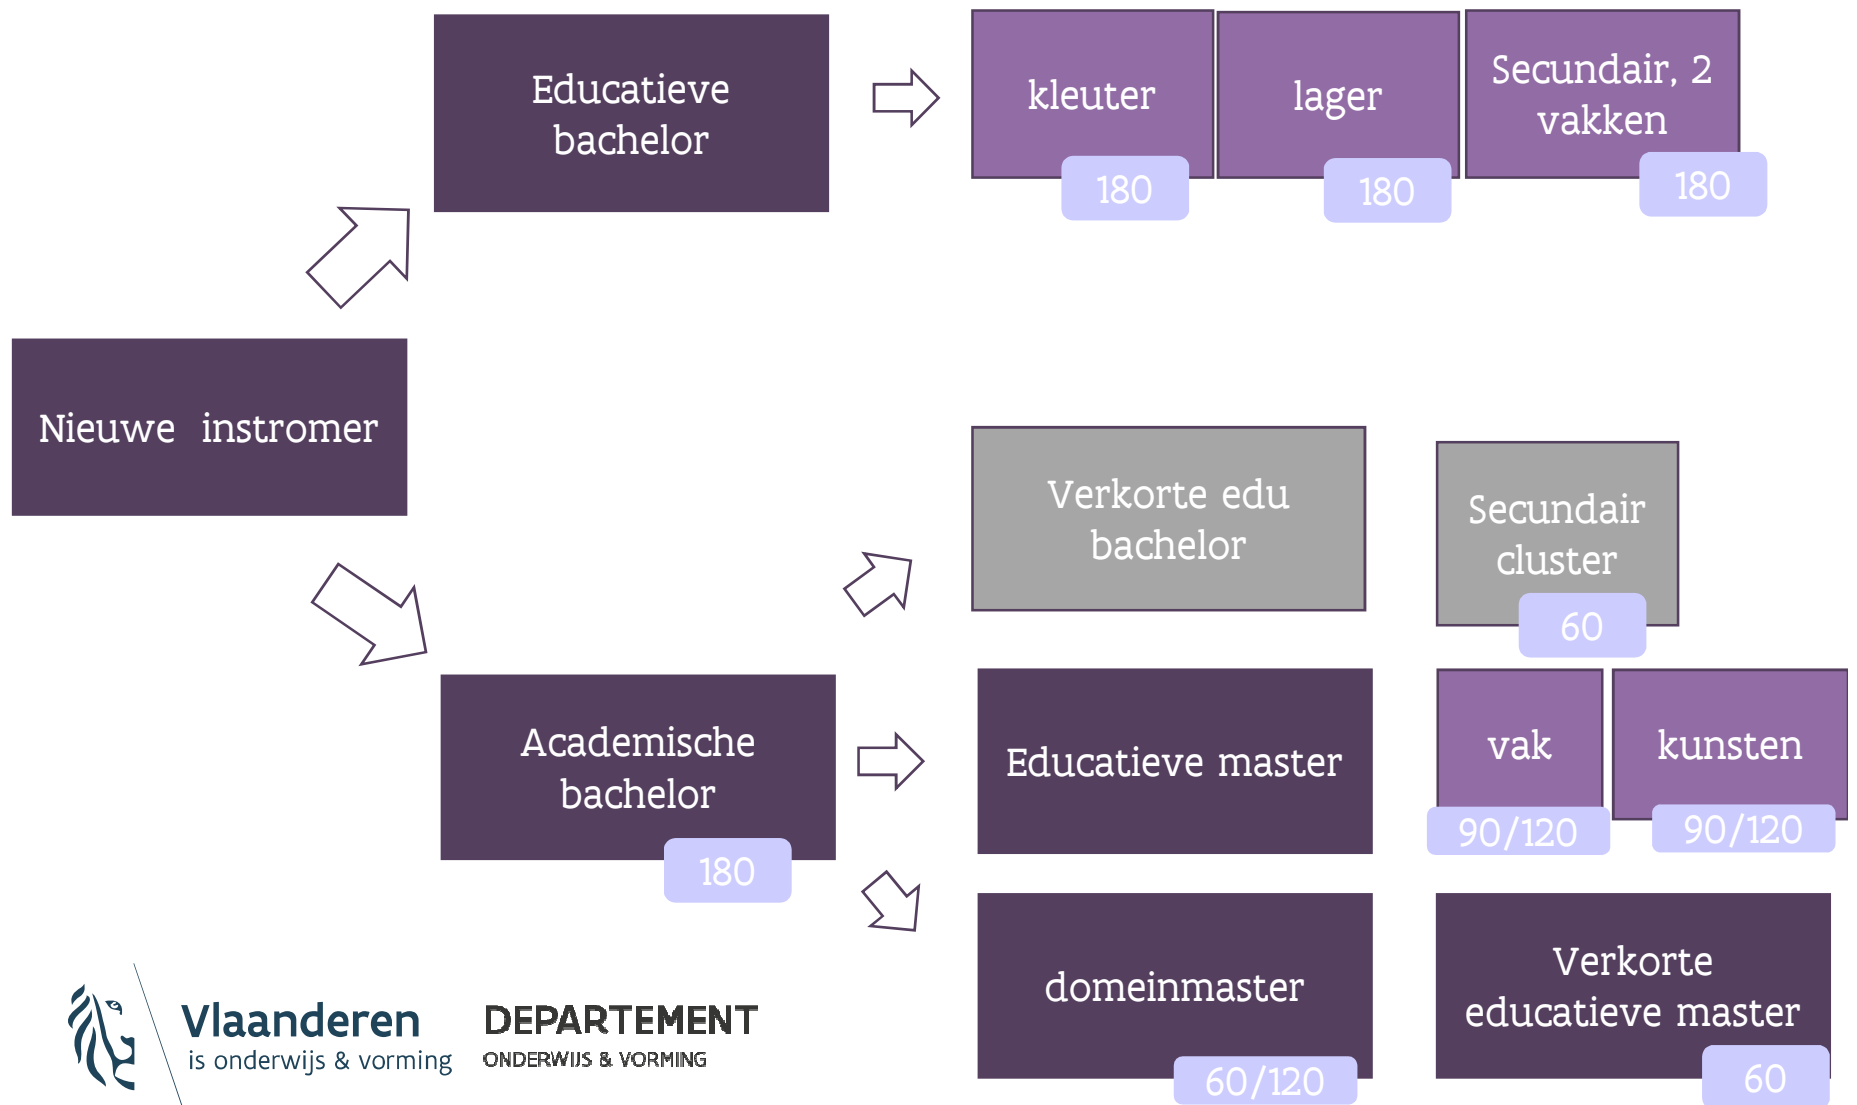 Educatieve
bachelor
kleuter
180
lager
180
Secundair, 2
vakken
180
Nieuwe instromer
Verkorte edu
bachelor
Secundair
cluster
60
Academische
bachelor
180
Educatieve master
vak
90/120
kunsten
90/120
domeinmaster
60/120
Verkorte
educatieve master
60
Vlaanderen
is onderwijs & vorming
DEPARTEMENT
ONDERWIJS & VORMING